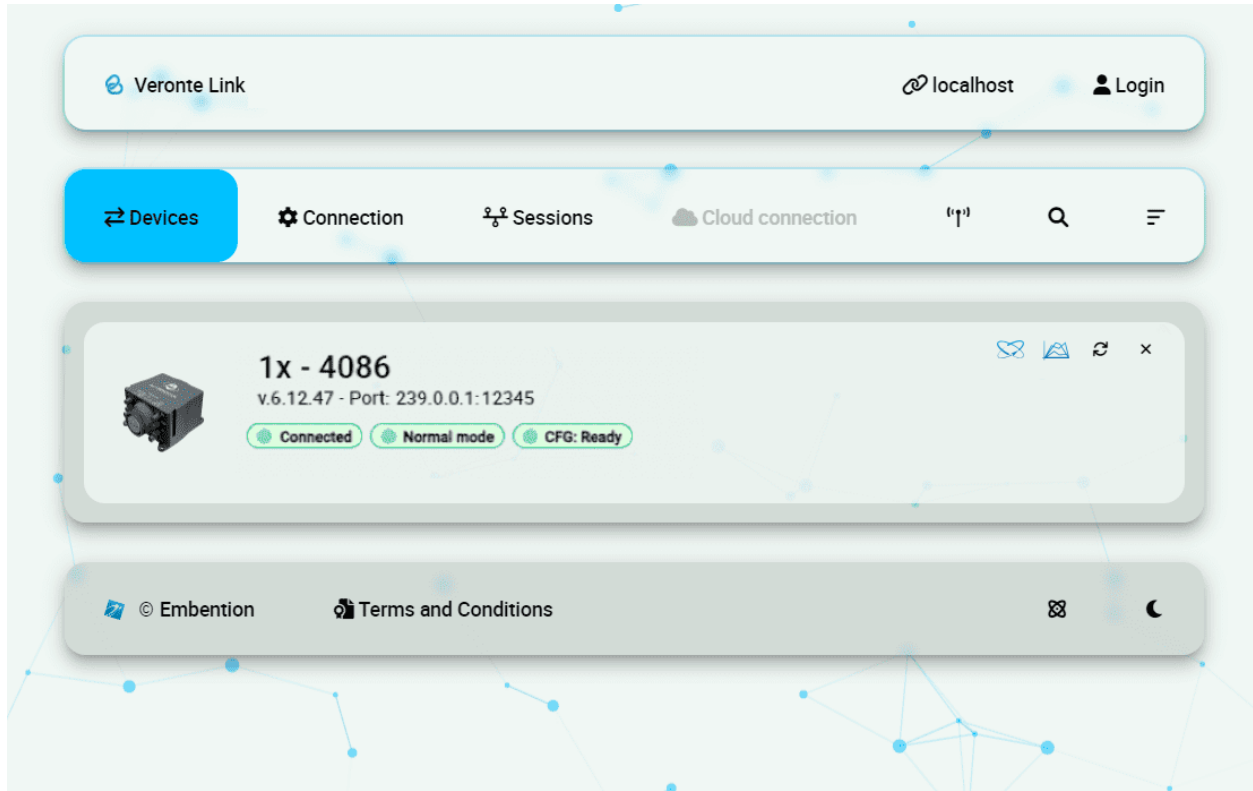 Veronte Link localhost Login
Devices Connection Sessions Cloud connection
1x - 4086
v.6.12.47 - Port: 239.0.0.1:12345
Connected Normal mode CFG: Ready
© Embention Terms and Conditions